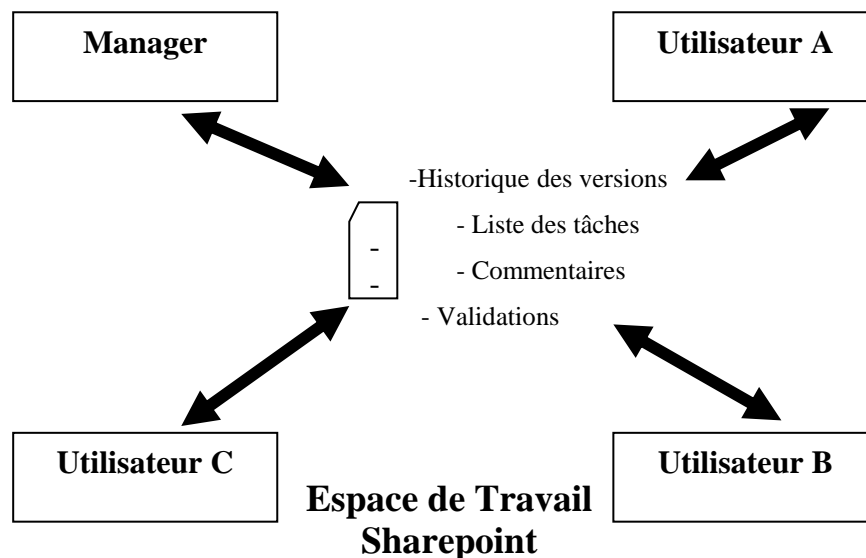 Manager
Utilisateur A
-Historique des versions
- Liste des tâches
-
- Commentaires
-
- Validations
Utilisateur C
Utilisateur B
Espace de Travail
Sharepoint